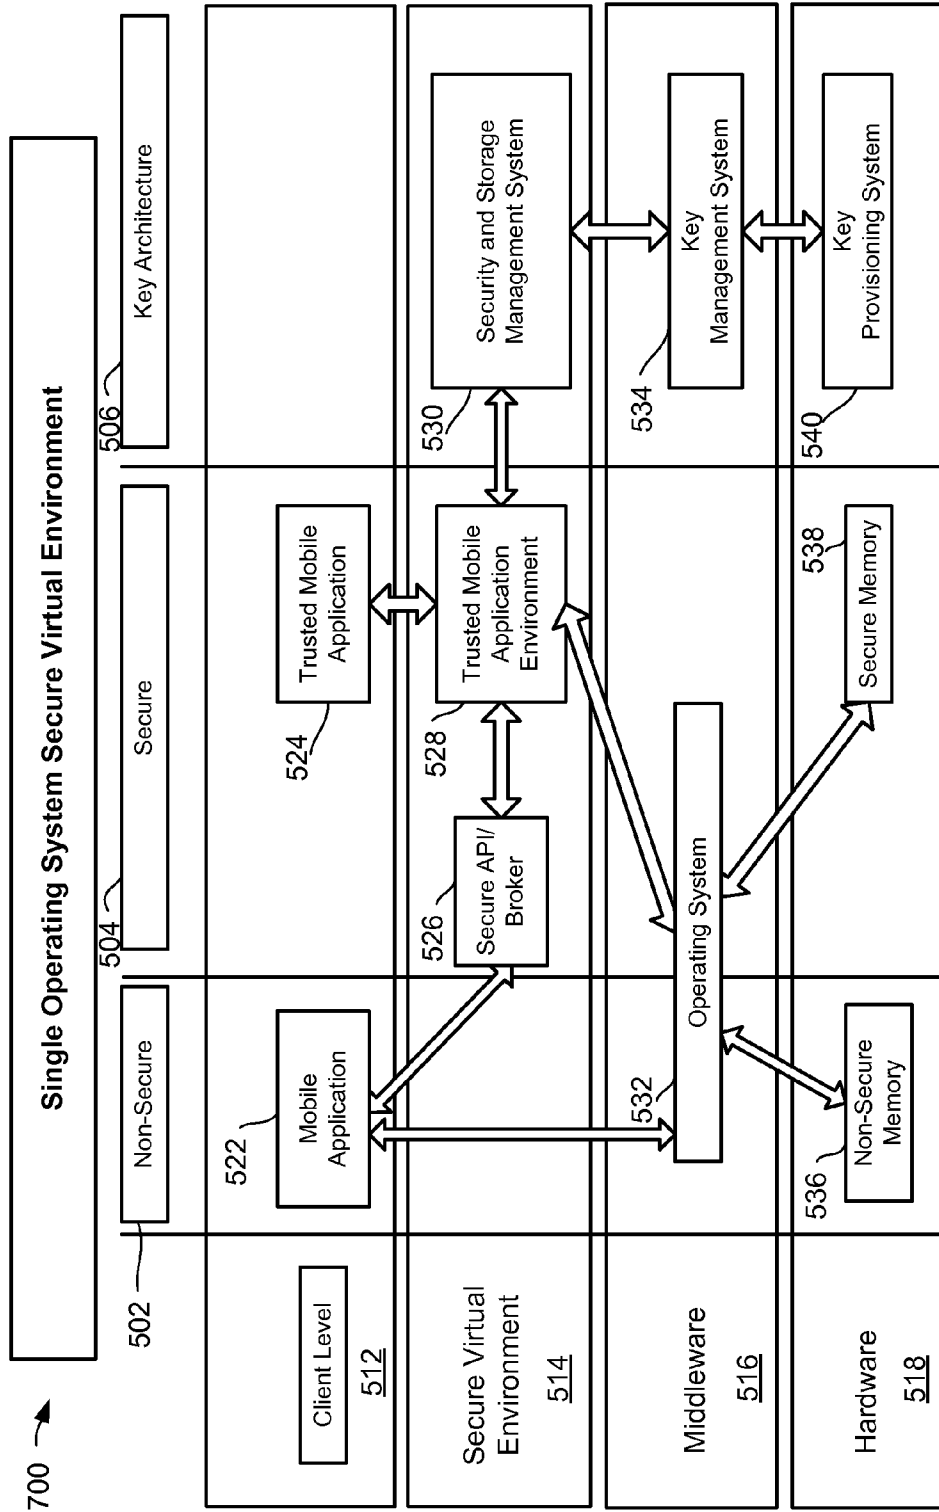 700
Single Operating System Secure Virtual Environment
502
504
506
Non-Secure
Secure
Key Architecture
Client Level
512
522
Mobile
Application
524
Trusted Mobile
Application
Secure Virtual
Environment
514
526
Secure API/
Broker
528
Trusted Mobile
Application
Environment
530
Security and Storage
Management System
Middleware
516
532
Operating System
534
Key
Management System
Hardware
518
536
Non-Secure
Memory
538
Secure Memory
540
Key
Provisioning System